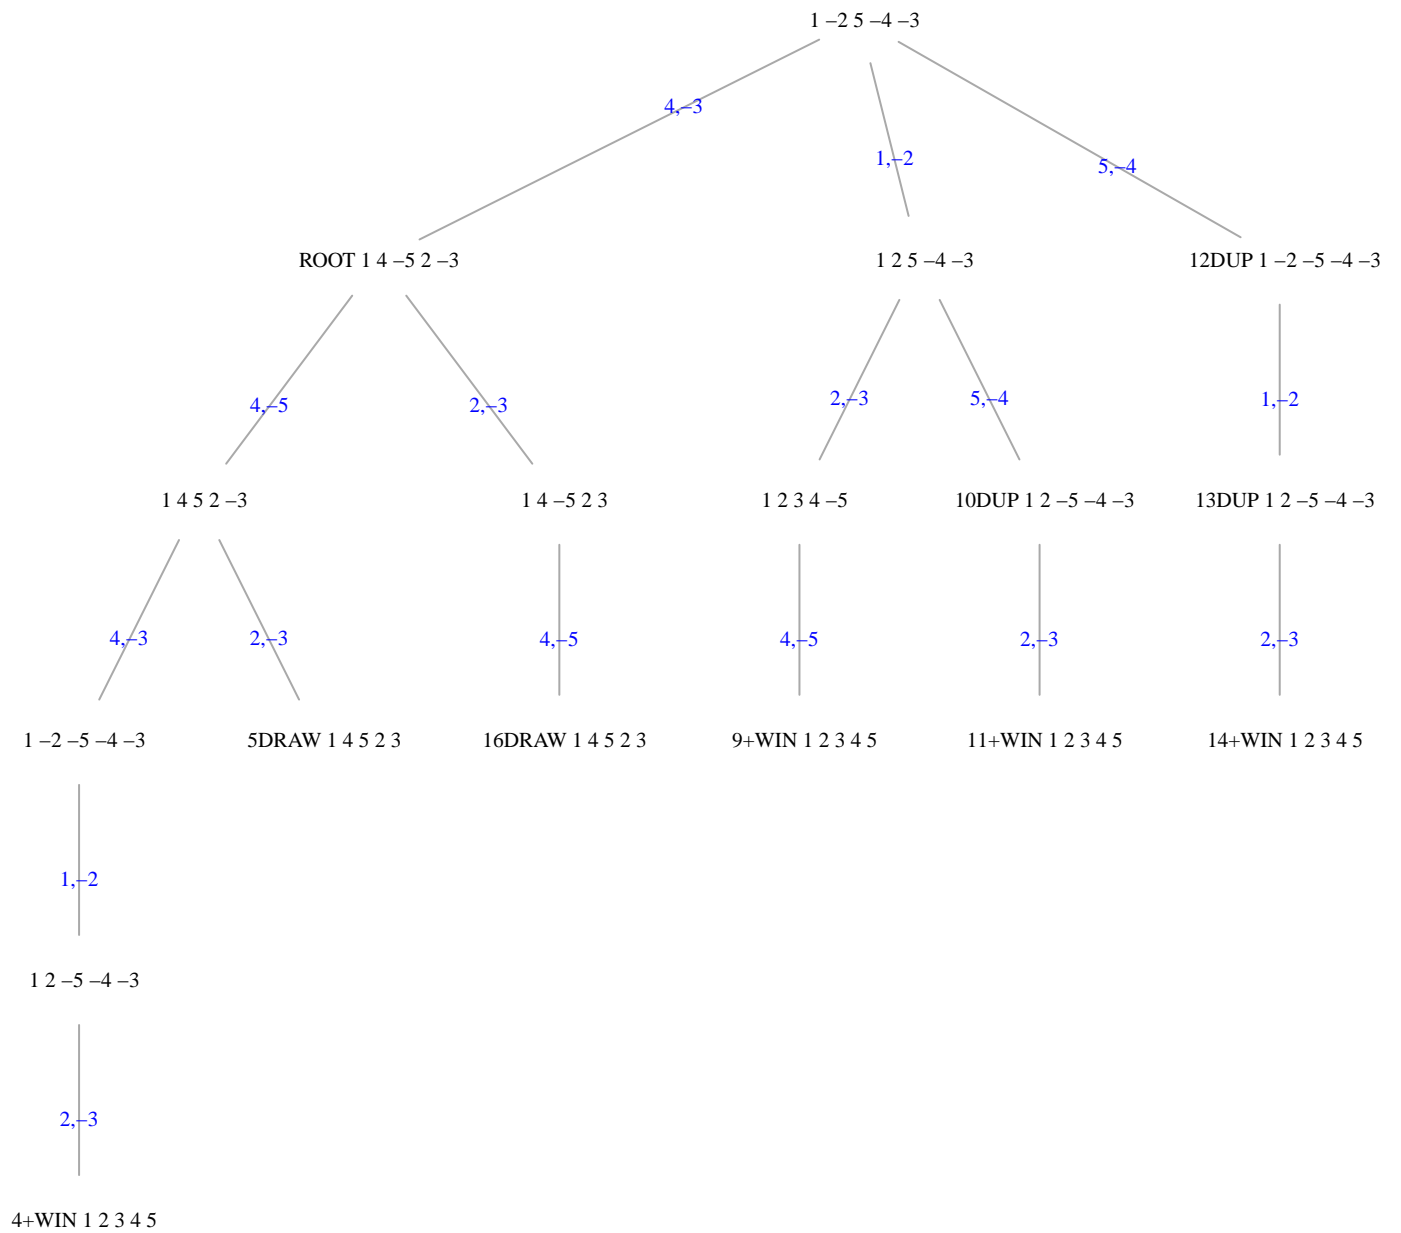 1 –2 5 –4 –3
4,–3
1,–2
5,–4
ROOT 1 4 –5 2 –3
1 2 5 –4 –3
12DUP 1 –2 –5 –4 –3
4,–5
2,–3
2,–3
5,–4
1,–2
1 4 5 2 –3
1 4 –5 2 3
1 2 3 4 –5
10DUP 1 2 –5 –4 –3
13DUP 1 2 –5 –4 –3
4,–3
2,–3
4,–5
4,–5
2,–3
2,–3
1 –2 –5 –4 –3
5DRAW 1 4 5 2 3
16DRAW 1 4 5 2 3
9+WIN 1 2 3 4 5
11+WIN 1 2 3 4 5
14+WIN 1 2 3 4 5
1,–2
1 2 –5 –4 –3
2,–3
4+WIN 1 2 3 4 5